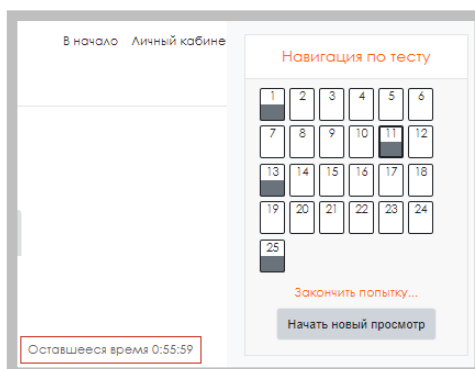 В начало Личный кабине
Навигация по тесту
1 2 3 4 5 6
7 8 9 10 11 12
13 14 15 16 17 18
19 20 21 22 23 24
25
Закончить попытку...
Начать новый просмотр
Оставшееся время 0:55:59